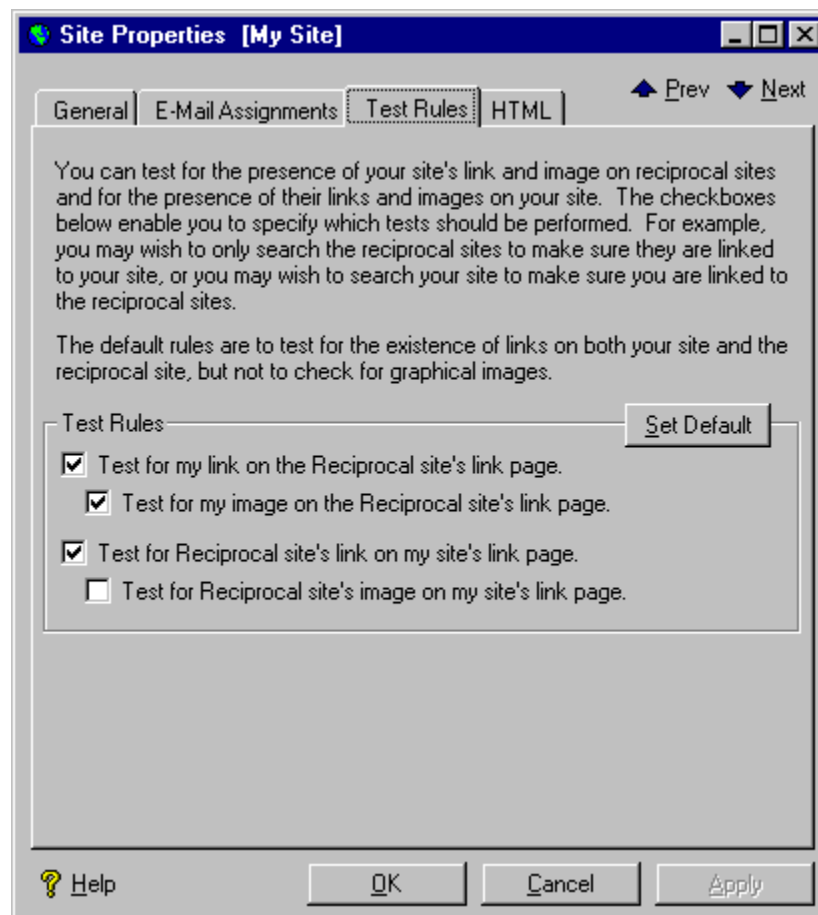 Site Properties [My Site]
Prev Next
General E-Mail Assignments Test Rules HTML
You can test for the presence of your site's link and image on reciprocal sites
and for the presence of their links and images on your site. The checkboxes
below enable you to specify which tests should be performed. For example,
you may wish to only search the reciprocal sites to make sure they are linked
to your site, or you may wish to search your site to make sure you are linked to
the reciprocal sites.
The default rules are to test for the existence of links on both your site and the
reciprocal site, but not to check for graphical images.
Test Rules
Set Default
Test for my link on the Reciprocal site's link page.
Test for my image on the Reciprocal site's link page.
Test for Reciprocal site's link on my site's link page.
Test for Reciprocal site's image on my site's link page.
Help OK Cancel Apply